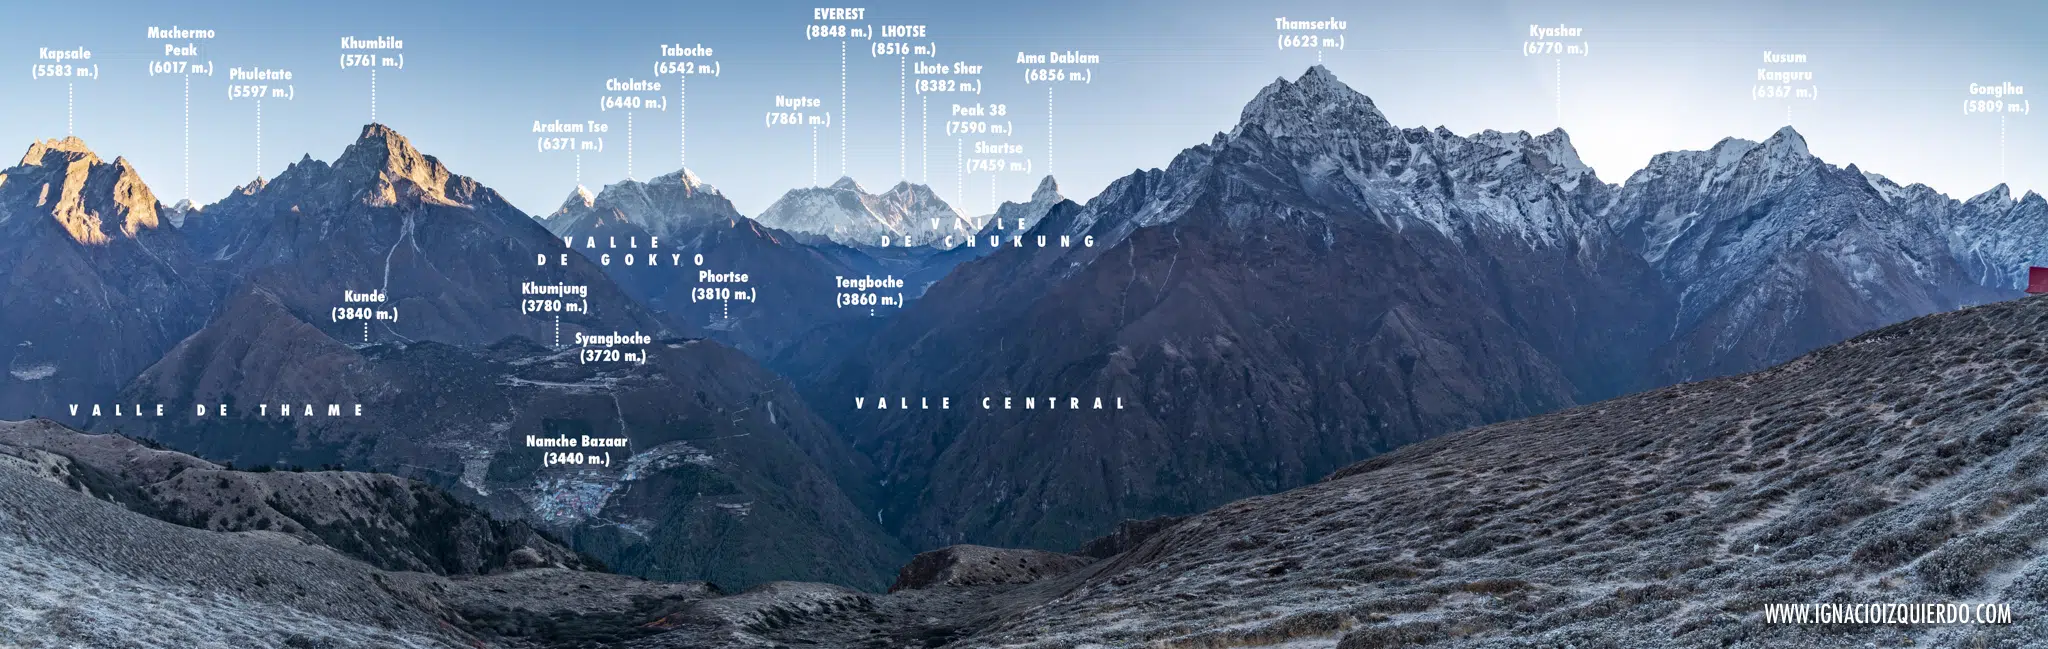 Kapsale
(5583 m.)
Machermo
Peak
(6017 m.)
Phuletate
(5597 m.)
Khumbila
(5761 m.)
Arakam Tse
(6371 m.)
Cholatse
(6440 m.)
Taboche
(6542 m.)
Nuptse
(7861 m.)
EVEREST
(8848 m.)
LHOTSE
(8516 m.)
Lhote Shar
(8382 m.)
Peak 38
(7590 m.)
Shartse
(7459 m.)
Ama Dablam
(6856 m.)
Thamserku
(6623 m.)
Kyashar
(6770 m.)
Kusum
Kanguru
(6367 m.)
Gonglha
(5809 m.)
VALLE
DE GOKYO
VALLE
DE CHUKUNG
Kunde
(3840 m.)
Khumjung
(3780 m.)
Phortse
(3810 m.)
Tengboche
(3860 m.)
Syangboche
(3720 m.)
VALLE DE THAME
VALLE CENTRAL
Namche Bazaar
(3440 m.)
WWW.IGNACIOIZQUIERDO.COM